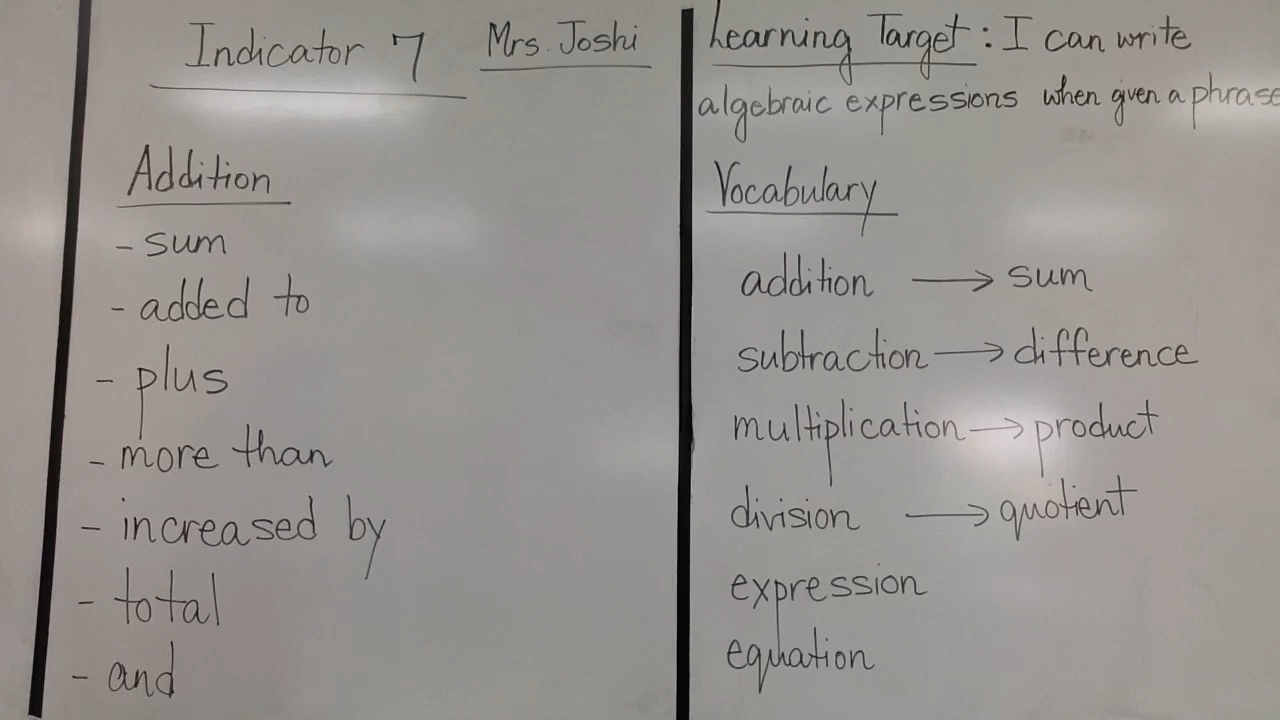 Indicator 7 Mrs. Joshi
Addition
- sum
- added to
- plus
- more than
- increased by
- total
- and
Learning Target: I can write
algebraic expressions when given a phrase
Vocabulary
addition → sum
subtraction → difference
multiplication → product
division → quotient
expression
equation